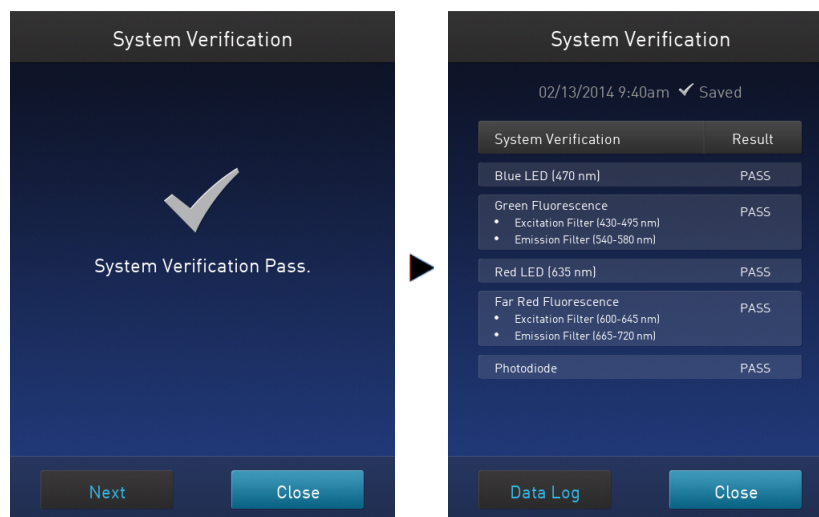 System Verification
System Verification Pass.
Next
Close
System Verification
02/13/2014 9:40am ✓ Saved
System Verification Result
Blue LED (470 nm) PASS
Green Fluorescence PASS
• Excitation Filter (430-495 nm)
• Emission Filter (540-580 nm)
Red LED (635 nm) PASS
Far Red Fluorescence PASS
• Excitation Filter (600-645 nm)
• Emission Filter (665-720 nm)
Photodiode PASS
Data Log
Close